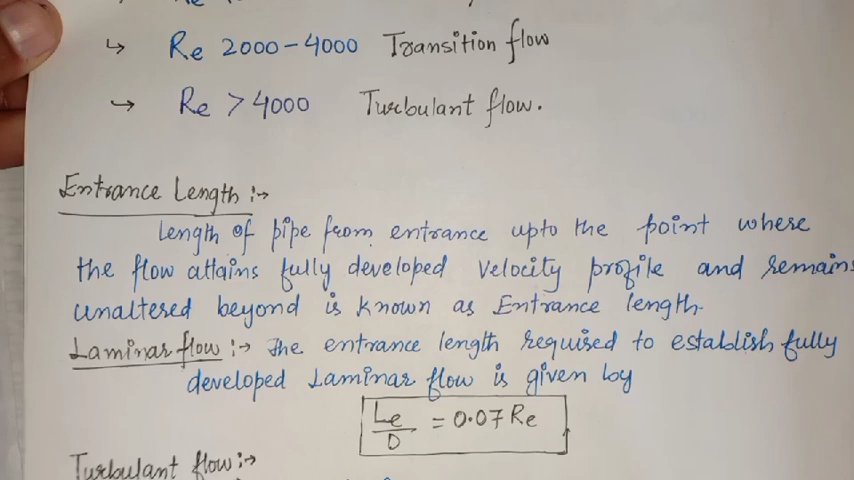 ↳ Re 2000-4000 Transition flow
↳ Re > 4000 Turbulant flow.
Entrance Length :→
Length of pipe from entrance upto the point where
the flow attains fully developed velocity profile and remains
unaltered beyond is known as Entrance length.
Laminar flow :→ The entrance length required to establish fully
developed Laminar flow is given by
Le/D = 0.07 Re
Turbulant flow :→